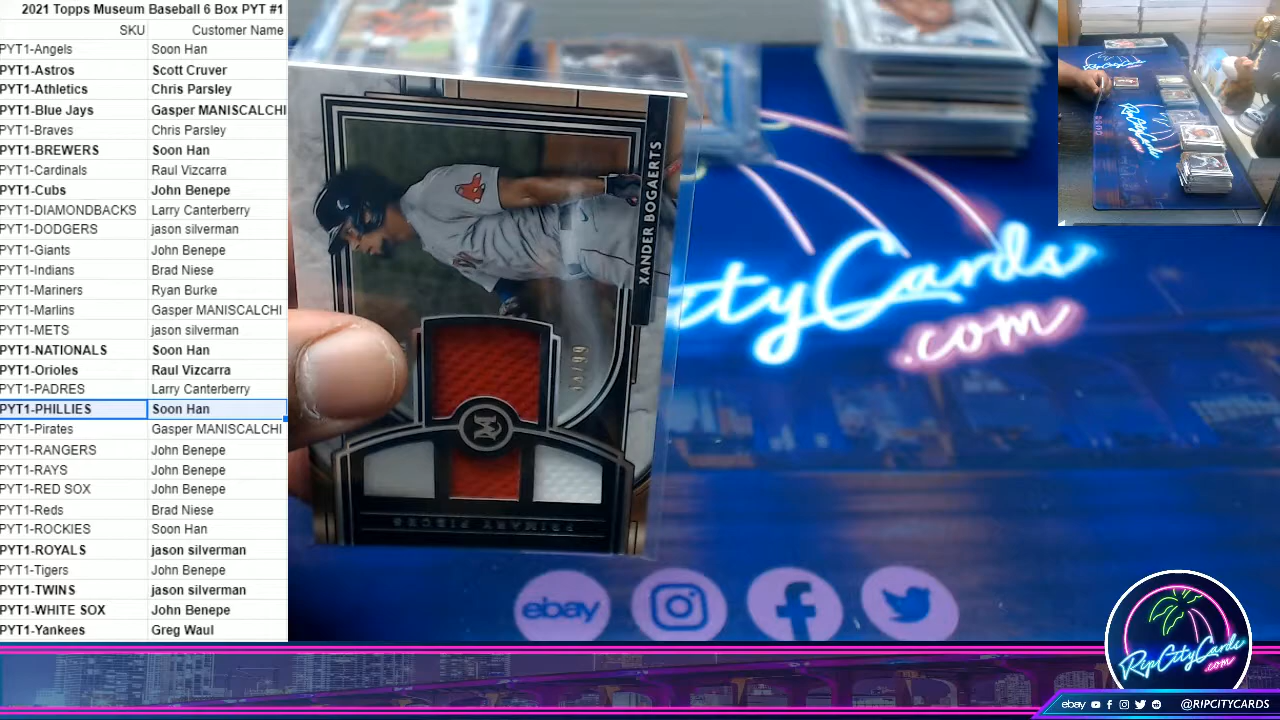 2021 Topps Museum Baseball 6 Box PYT #1
SKU Customer Name
PYT1-Angels Soon Han
PYT1-Astros Scott Cruver
PYT1-Athletics Chris Parsley
PYT1-Blue Jays Gasper MANISCALCHI
PYT1-Braves Chris Parsley
PYT1-BREWERS Soon Han
PYT1-Cardinals Raul Vizcarra
PYT1-Cubs John Benepe
PYT1-DIAMONDBACKS Larry Canterberry
PYT1-DODGERS jason silverman
PYT1-Giants John Benepe
PYT1-Indians Brad Niese
PYT1-Mariners Ryan Burke
PYT1-Marlins Gasper MANISCALCHI
PYT1-METS jason silverman
PYT1-NATIONALS Soon Han
PYT1-Orioles Raul Vizcarra
PYT1-PADRES Larry Canterberry
PYT1-PHILLIES Soon Han
PYT1-Pirates Gasper MANISCALCHI
PYT1-RANGERS John Benepe
PYT1-RAYS John Benepe
PYT1-RED SOX John Benepe
PYT1-Reds Brad Niese
PYT1-ROCKIES Soon Han
PYT1-ROYALS jason silverman
PYT1-Tigers John Benepe
PYT1-TWINS jason silverman
PYT1-WHITE SOX John Benepe
PYT1-Yankees Greg Waul
XANDER BOGAERTS
PRIMARY PIECES
ityCards
.com
ebay
RipCityCards
.com
ebay @RIPCITYCARDS